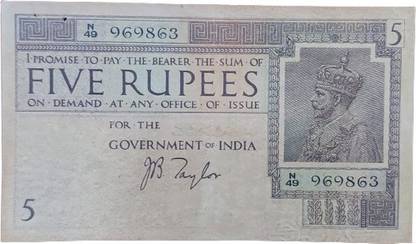 N/49 969863 5
I PROMISE TO PAY THE BEARER THE SUM OF
FIVE RUPEES
ON DEMAND AT ANY OFFICE OF ISSUE
FOR THE
GOVERNMENT OF INDIA
JB Taylor
N/49 969863
5